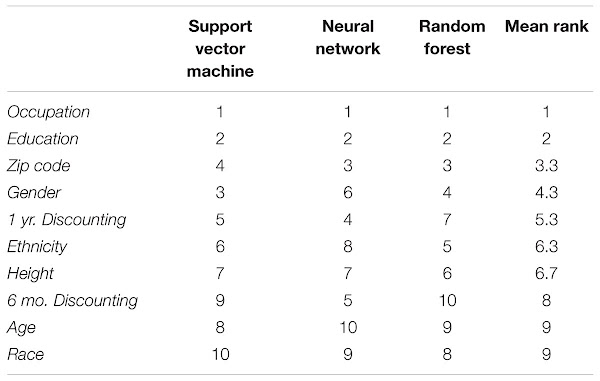 Support vector machine Neural network Random forest Mean rank
Occupation 1 1 1 1
Education 2 2 2 2
Zip code 4 3 3 3.3
Gender 3 6 4 4.3
1 yr. Discounting 5 4 7 5.3
Ethnicity 6 8 5 6.3
Height 7 7 6 6.7
6 mo. Discounting 9 5 10 8
Age 8 10 9 9
Race 10 9 8 9